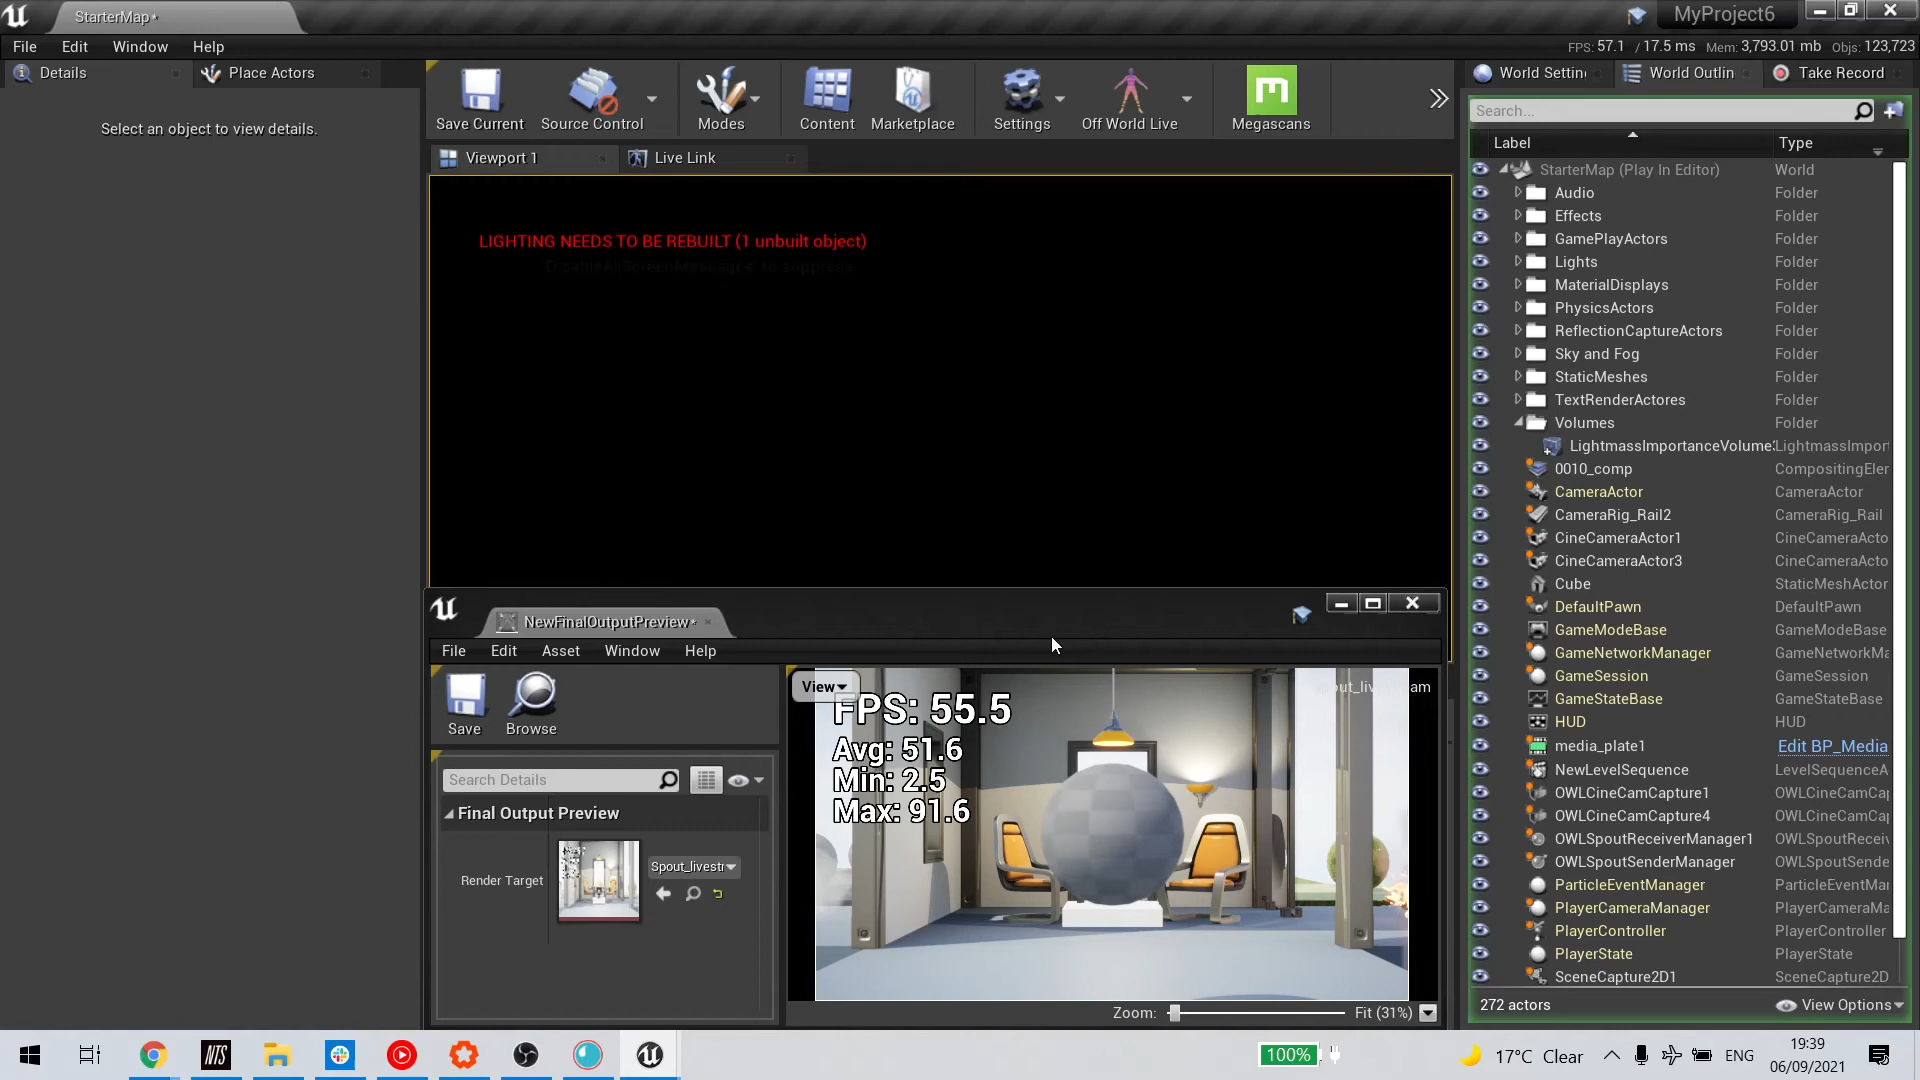 StarterMap*
MyProject6
File Edit Window Help
FPS: 57.1 / 17.5 ms Mem: 3,793.01 mb Objs: 123,723
Details
Place Actors
World Settin
World Outlin
Take Record
Select an object to view details.
Save Current
Source Control
Modes
Content
Marketplace
Settings
Off World Live
Megascans
Viewport 1
Live Link
LIGHTING NEEDS TO BE REBUILT (1 unbuilt object)
'DisableAllScreenMessages' to suppress
Search...
Label Type
StarterMap (Play In Editor) World
Audio Folder
Effects Folder
GamePlayActors Folder
Lights Folder
MaterialDisplays Folder
PhysicsActors Folder
ReflectionCaptureActors Folder
Sky and Fog Folder
StaticMeshes Folder
TextRenderActores Folder
Volumes Folder
LightmassImportanceVolume LightmassImpor
0010_comp CompositingEler
CameraActor CameraActor
CameraRig_Rail2 CameraRig_Rail
CineCameraActor1 CineCameraActo
CineCameraActor3 CineCameraActo
Cube StaticMeshActor
DefaultPawn DefaultPawn
GameModeBase GameModeBase
GameNetworkManager GameNetworkMa
GameSession GameSession
GameStateBase GameStateBase
HUD HUD
media_plate1 Edit BP_Media
NewLevelSequence LevelSequenceA
OWLCineCamCapture1 OWLCineCamCap
OWLCineCamCapture4 OWLCineCamCap
OWLSpoutReceiverManager1 OWLSpoutReceiv
OWLSpoutSenderManager OWLSpoutSende
ParticleEventManager ParticleEventMar
PlayerCameraManager PlayerCameraMa
PlayerController PlayerController
PlayerState PlayerState
SceneCapture2D1 SceneCapture2D
272 actors
View Options
NewFinalOutputPreview*
File Edit Asset Window Help
Save
Browse
Search Details
Final Output Preview
Render Target
Spout_livestr
View
FPS: 55.5
Avg: 51.6
Min: 2.5
Max: 91.6
Zoom: Fit (31%)
NTS
100%
17°C Clear
ENG
19:39
06/09/2021